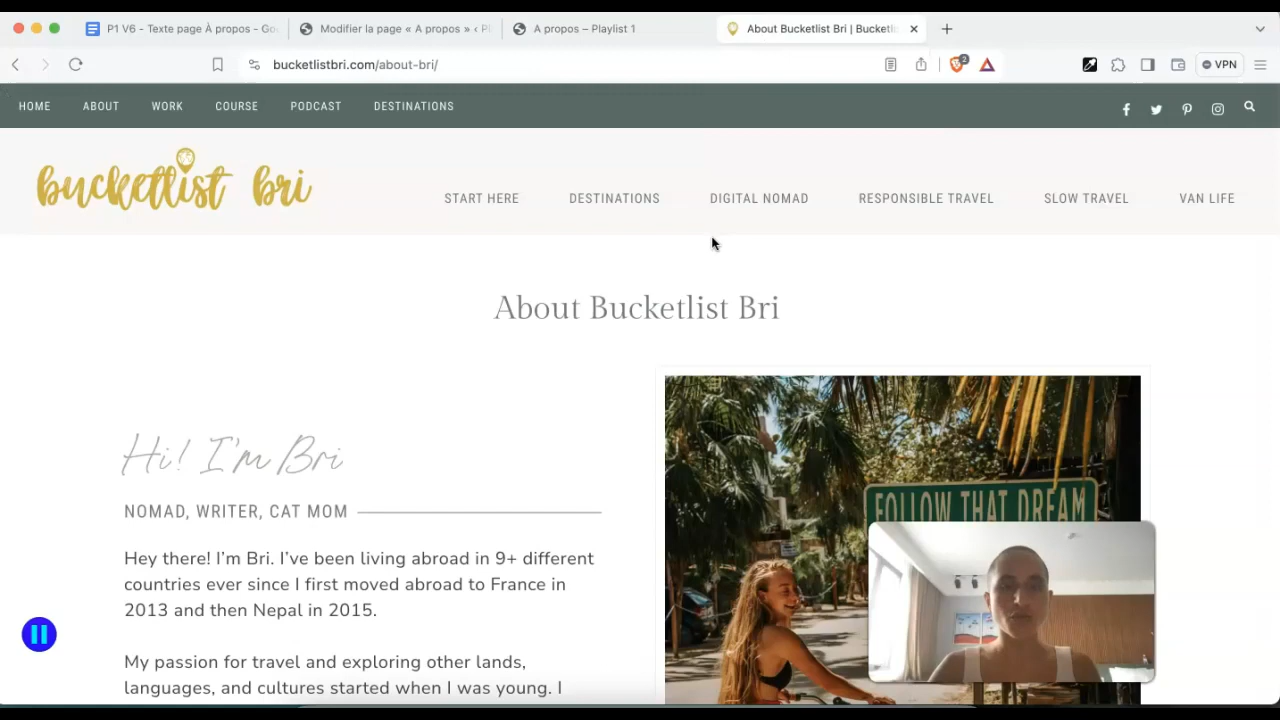 P1 V6 - Texte page À propos - Go
Modifier la page « A propos » ‹ Pl
A propos – Playlist 1
About Bucketlist Bri | Bucketlis
bucketlistbri.com/about-bri/
2
VPN
HOME ABOUT WORK COURSE PODCAST DESTINATIONS
bucketlist bri
START HERE DESTINATIONS DIGITAL NOMAD RESPONSIBLE TRAVEL SLOW TRAVEL VAN LIFE
About Bucketlist Bri
Hi! I'm Bri
NOMAD, WRITER, CAT MOM
FOLLOW THAT DREAM
Hey there! I’m Bri. I’ve been living abroad in 9+ different
countries ever since I first moved abroad to France in
2013 and then Nepal in 2015.
My passion for travel and exploring other lands,
languages, and cultures started when I was young. I